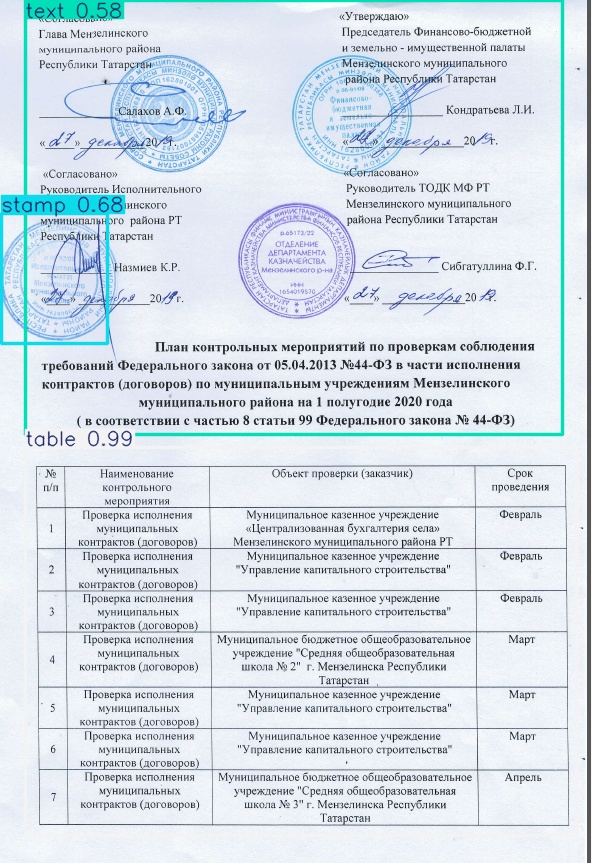 text 0.58
«Согласовано»
Глава Мензелинского
муниципального района
Республики Татарстан
Салахов А.Ф.
«27» декабря 2019 г.
«Утверждаю»
Председатель Финансово-бюджетной
и земельно - имущественной палаты
Мензелинского муниципального
района Республики Татарстан
Финансово-
бюджетная
и земельно
имущественная
Кондратьева Л.И.
декабря 2019г.
«Согласовано»
Руководитель Исполнительного
stamp 0.68
муниципального района РТ
Республики Татарстан
Назмиев К.Р.
«27» декабря 2019г.
р.65172/22
ОТДЕЛЕНИЕ
ДЕПАРТАМЕНТА
КАЗНАЧЕЙСТВА
Мензелинского р-на
ИНН
1654019570
«Согласовано»
Руководитель ТОДК МФ РТ
Мензелинского муниципального
района Республики Татарстан
Сибгатуллина Ф.Г.
«27» декабря 2019г.
План контрольных мероприятий по проверкам соблюдения
требований Федерального закона от 05.04.2013 №44-ФЗ в части исполнения
контрактов (договоров) по муниципальным учреждениям Мензелинского
муниципального района на 1 полугодие 2020 года
( в соответствии с частью 8 статьи 99 Федерального закона № 44-ФЗ)
table 0.99
№ п/п
Наименование
контрольного
мероприятия
Объект проверки (заказчик)
Срок
проведения
1
Проверка исполнения
муниципальных
контрактов (договоров)
Муниципальное казенное учреждение
«Централизованная бухгалтерия села»
Мензелинского муниципального района РТ
Февраль
2
Проверка исполнения
муниципальных
контрактов (договоров)
Муниципальное казенное учреждение
"Управление капитального строительства"
Февраль
3
Проверка исполнения
муниципальных
контрактов (договоров)
Муниципальное казенное учреждение
"Управление капитального строительства"
Февраль
4
Проверка исполнения
муниципальных
контрактов (договоров)
Муниципальное бюджетное общеобразовательное
учреждение "Средняя общеобразовательная
школа № 2" г. Мензелинска Республики
Татарстан
Март
5
Проверка исполнения
муниципальных
контрактов (договоров)
Муниципальное казенное учреждение
"Управление капитального строительства"
Март
6
Проверка исполнения
муниципальных
контрактов (договоров)
Муниципальное казенное учреждение
"Управление капитального строительства"
Март
7
Проверка исполнения
муниципальных
контрактов (договоров)
Муниципальное бюджетное общеобразовательное
учреждение "Средняя общеобразовательная
школа № 3" г. Мензелинска Республики
Татарстан
Апрель